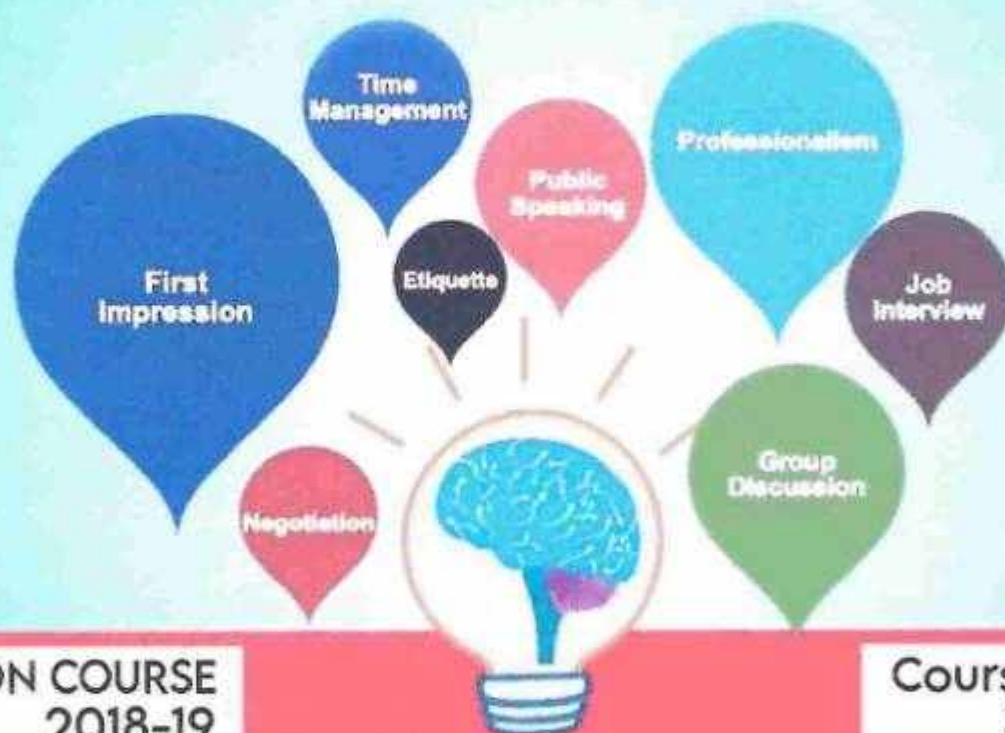 Time
Management
Professionalism
Public
Speaking
First
Impression
Etiquette
Job
Interview
Group
Discussion
Negotiation
ON COURSE
2018-19
Cours